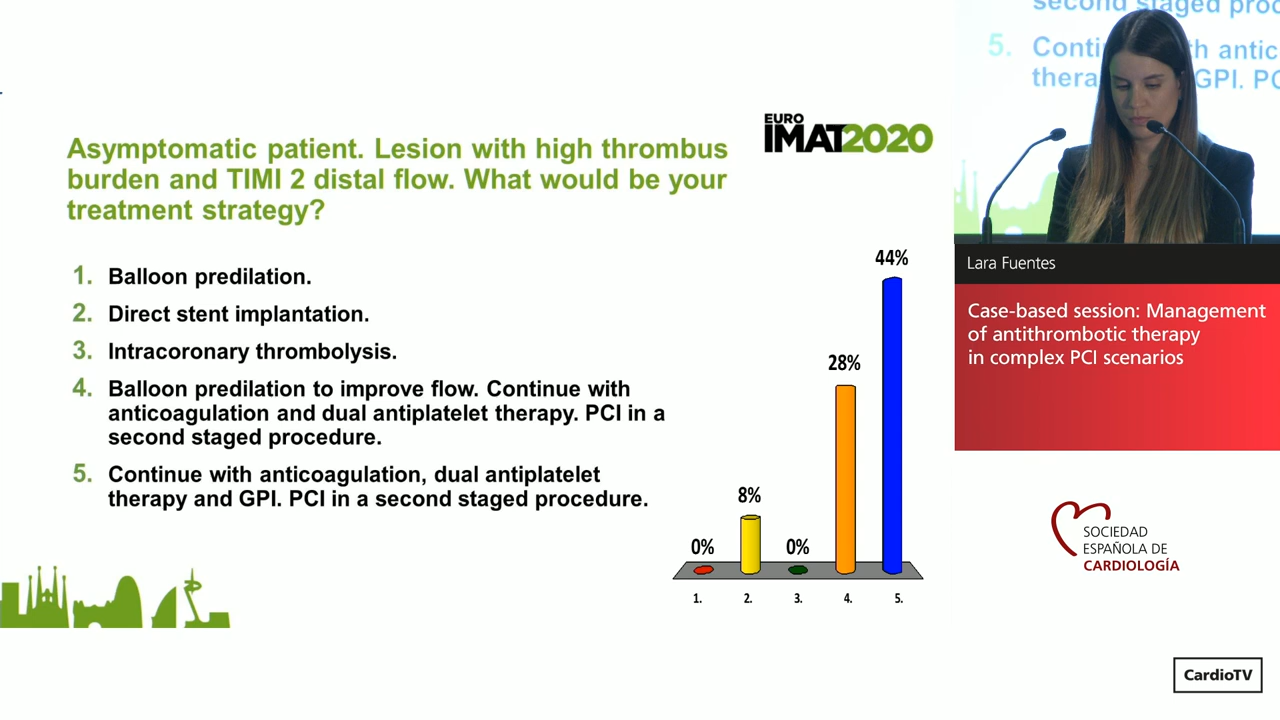 Asymptomatic patient. Lesion with high thrombus
burden and TIMI 2 distal flow. What would be your
treatment strategy?
EURO
IMAT2020
1. Balloon predilation.
2. Direct stent implantation.
3. Intracoronary thrombolysis.
4. Balloon predilation to improve flow. Continue with
anticoagulation and dual antiplatelet therapy. PCI in a
second staged procedure.
5. Continue with anticoagulation, dual antiplatelet
therapy and GPI. PCI in a second staged procedure.
0%
8%
0%
28%
44%
1.
2.
3.
4.
5.
second staged proc
5. Conti th antic
thera GPI. PC
Lara Fuentes
Case-based session: Management
of antithrombotic therapy
in complex PCI scenarios
SOCIEDAD
ESPAÑOLA DE
CARDIOLOGÍA
CardioTV